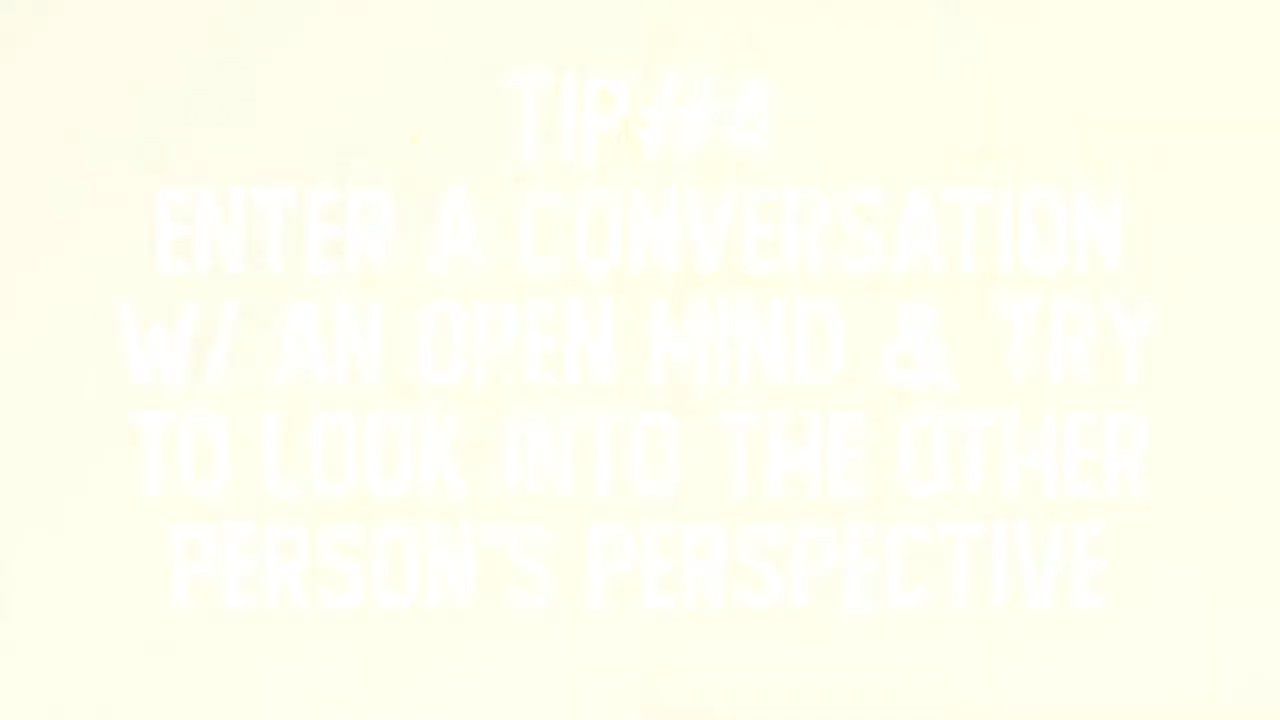 TIP #4
ENTER A CONVERSATION
W/ AN OPEN MIND & TRY
TO LOOK INTO THE OTHER
PERSON'S PERSPECTIVE